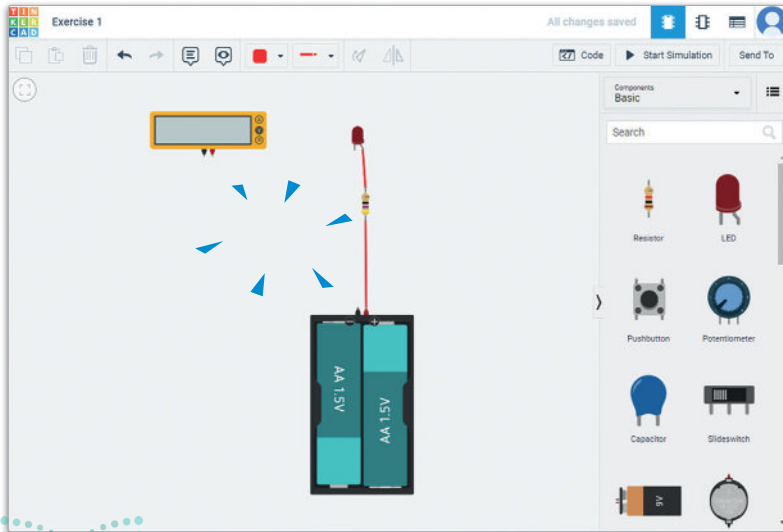 TIN
KER
CAD
Exercise 1
All changes saved
Code
Start Simulation
Send To
Components
Basic
Search
Resistor
LED
Pushbutton
Potentiometer
Capacitor
Slideswitch
9V
AA 1.5V
AA 1.5V